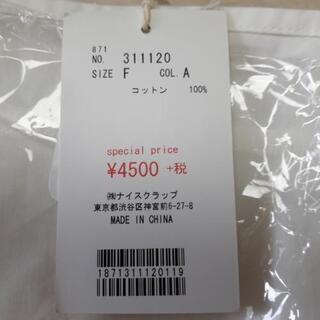 871
NO. 311120
SIZE F COL. A
コットン 100%
special price
¥4500 +税
㈱ナイスクラップ
東京都渋谷区神宮前6-27-8
MADE IN CHINA
1871311120119